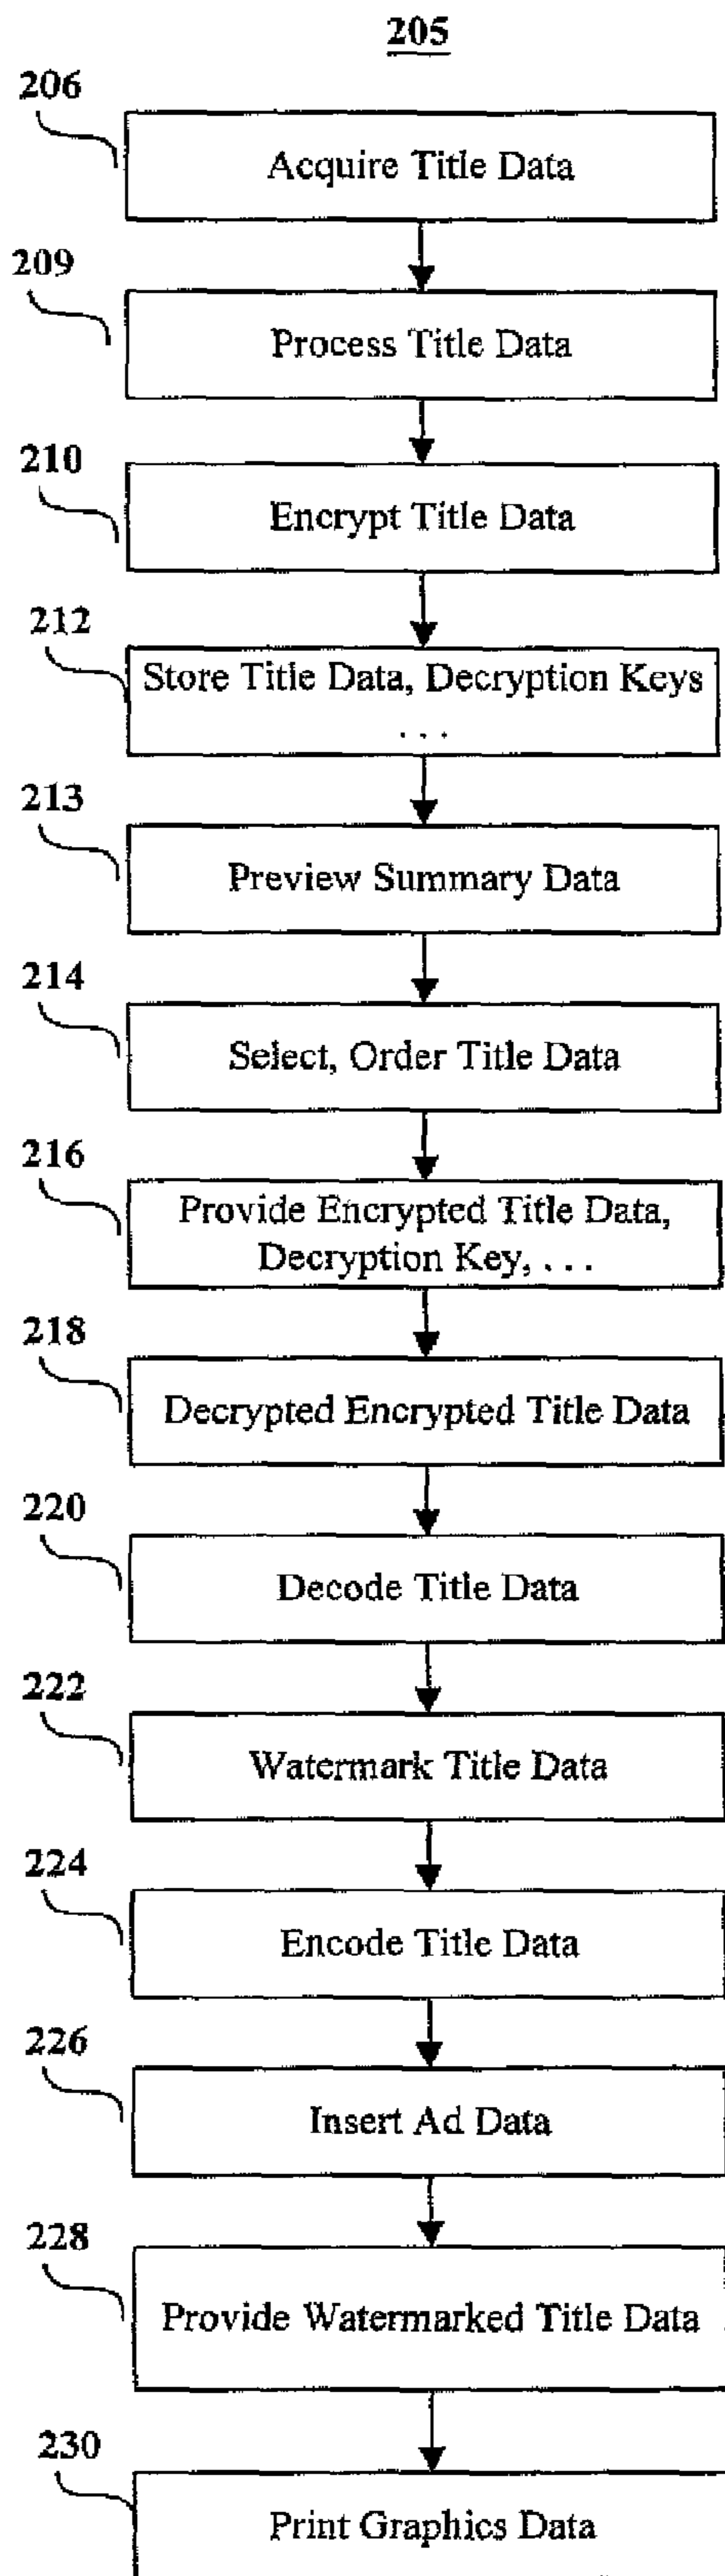 205
206
Acquire Title Data
209
Process Title Data
210
Encrypt Title Data
212
Store Title Data, Decryption Keys
. . .
213
Preview Summary Data
214
Select, Order Title Data
216
Provide Encrypted Title Data,
Decryption Key, . . .
218
Decrypted Encrypted Title Data
220
Decode Title Data
222
Watermark Title Data
224
Encode Title Data
226
Insert Ad Data
228
Provide Watermarked Title Data
230
Print Graphics Data